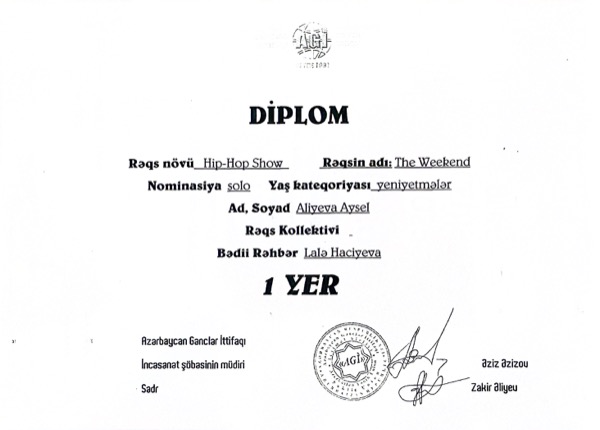 AGİ
DİPLOM
Rəqs növü Hip-Hop Show Rəqsin adı: The Weekend
Nominasiya solo Yaş kateqoriyası yeniyetmələr
Ad, Soyad Aliyeva Aysel
Rəqs Kollektivi
Bədii Rəhbər Lalə Haciyeva
1 YER
Azərbaycan Gənclər İttifaqı
İncəsənət şöbəsinin müdiri Əziz Əzizov
Sədr Zakir Əliyev
AGİ